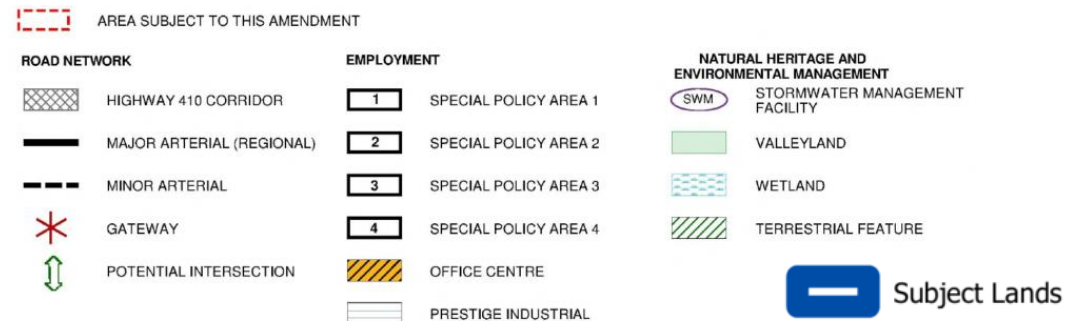 AREA SUBJECT TO THIS AMENDMENT
ROAD NETWORK
HIGHWAY 410 CORRIDOR
MAJOR ARTERIAL (REGIONAL)
MINOR ARTERIAL
GATEWAY
POTENTIAL INTERSECTION
EMPLOYMENT
1 SPECIAL POLICY AREA 1
2 SPECIAL POLICY AREA 2
3 SPECIAL POLICY AREA 3
4 SPECIAL POLICY AREA 4
OFFICE CENTRE
PRESTIGE INDUSTRIAL
NATURAL HERITAGE AND
ENVIRONMENTAL MANAGEMENT
SWM STORMWATER MANAGEMENT
FACILITY
VALLEYLAND
WETLAND
TERRESTRIAL FEATURE
Subject Lands